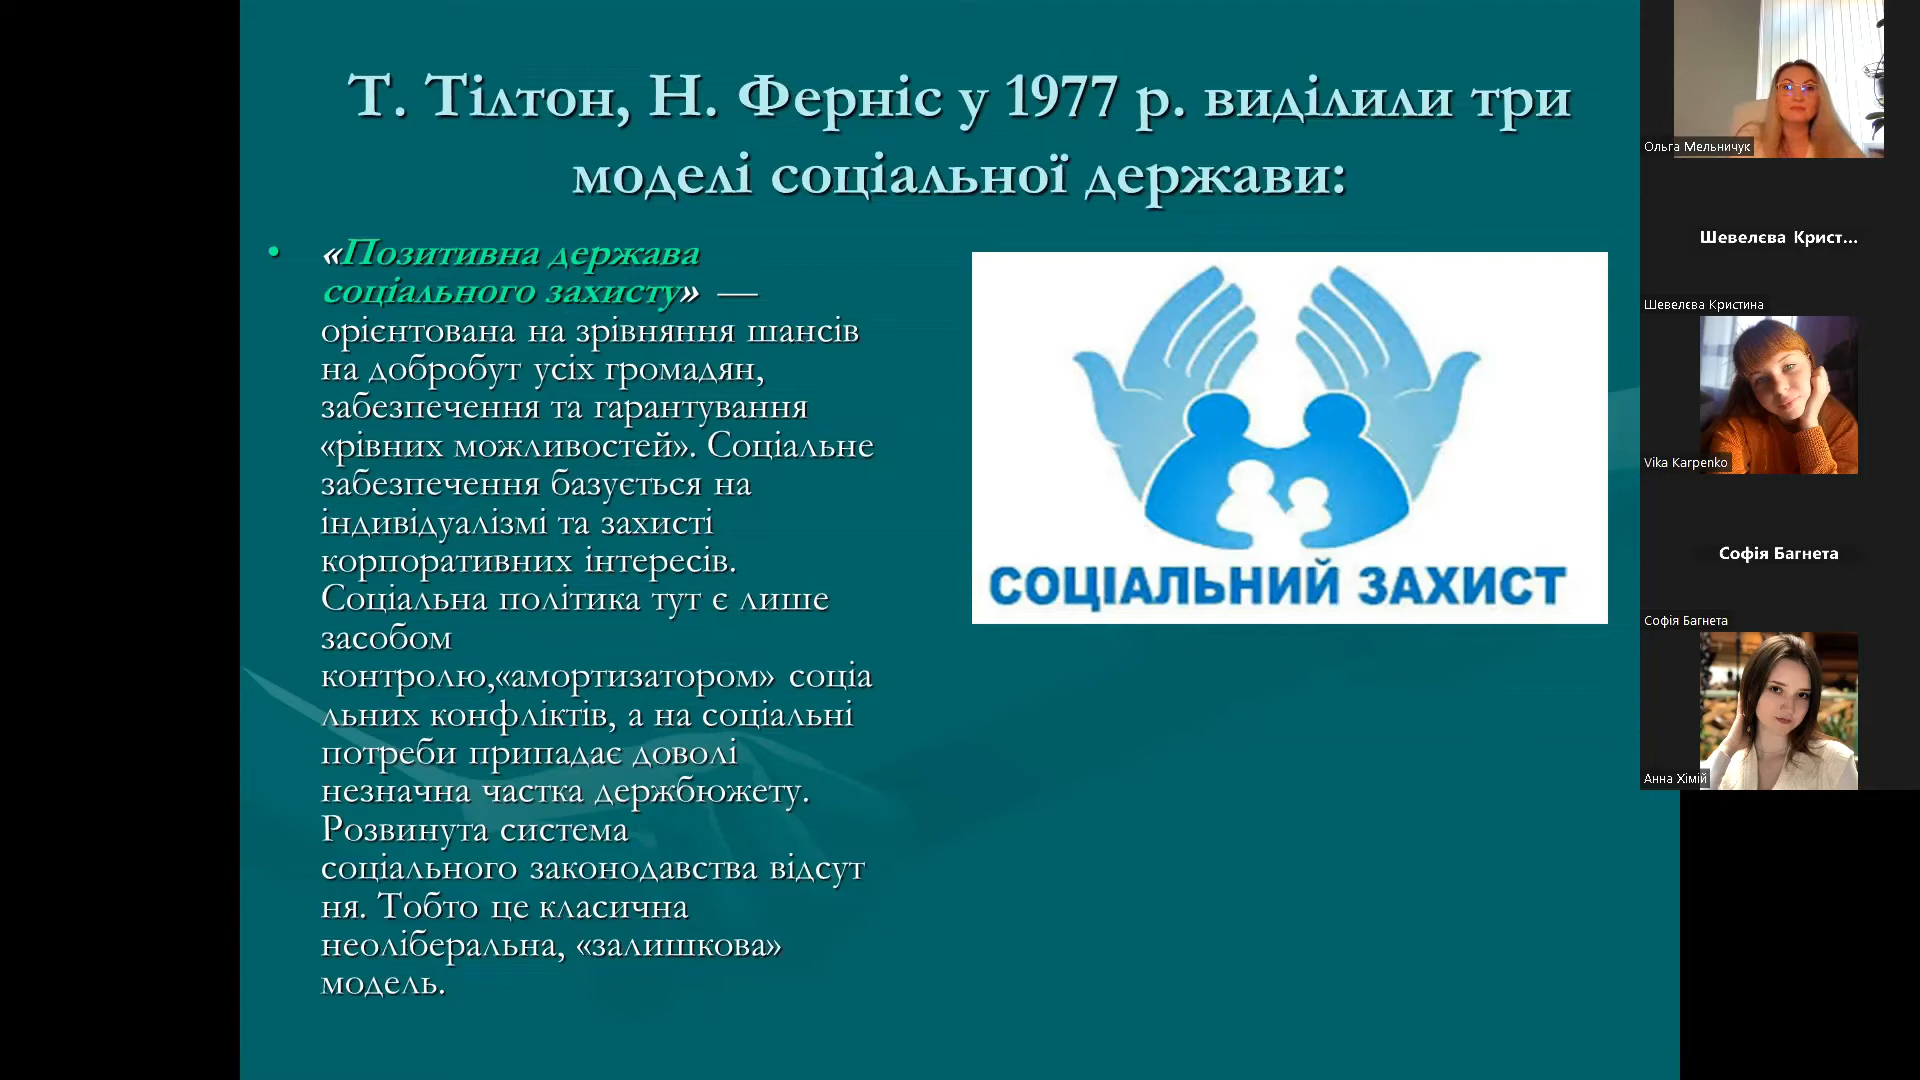 Т. Тілтон, Н. Ферніс у 1977 р. виділили три
моделі соціальної держави:
• «Позитивна держава
соціального захисту» —
орієнтована на зрівняння шансів
на добробут усіх громадян,
забезпечення та гарантування
«рівних можливостей». Соціальне
забезпечення базується на
індивідуалізмі та захисті
корпоративних інтересів.
Соціальна політика тут є лише
засобом
контролю,«амортизатором» соціа
льних конфліктів, а на соціальні
потреби припадає доволі
незначна частка держбюжету.
Розвинута система
соціального законодавства відсут
ня. Тобто це класична
неоліберальна, «залишкова»
модель.
СОЦІАЛЬНИЙ ЗАХИСТ
Ольга Мельничук
Шевелєва Крист...
Шевелєва Кристина
Vika Karpenko
Софія Багнета
Софія Багнета
Анна Хімій